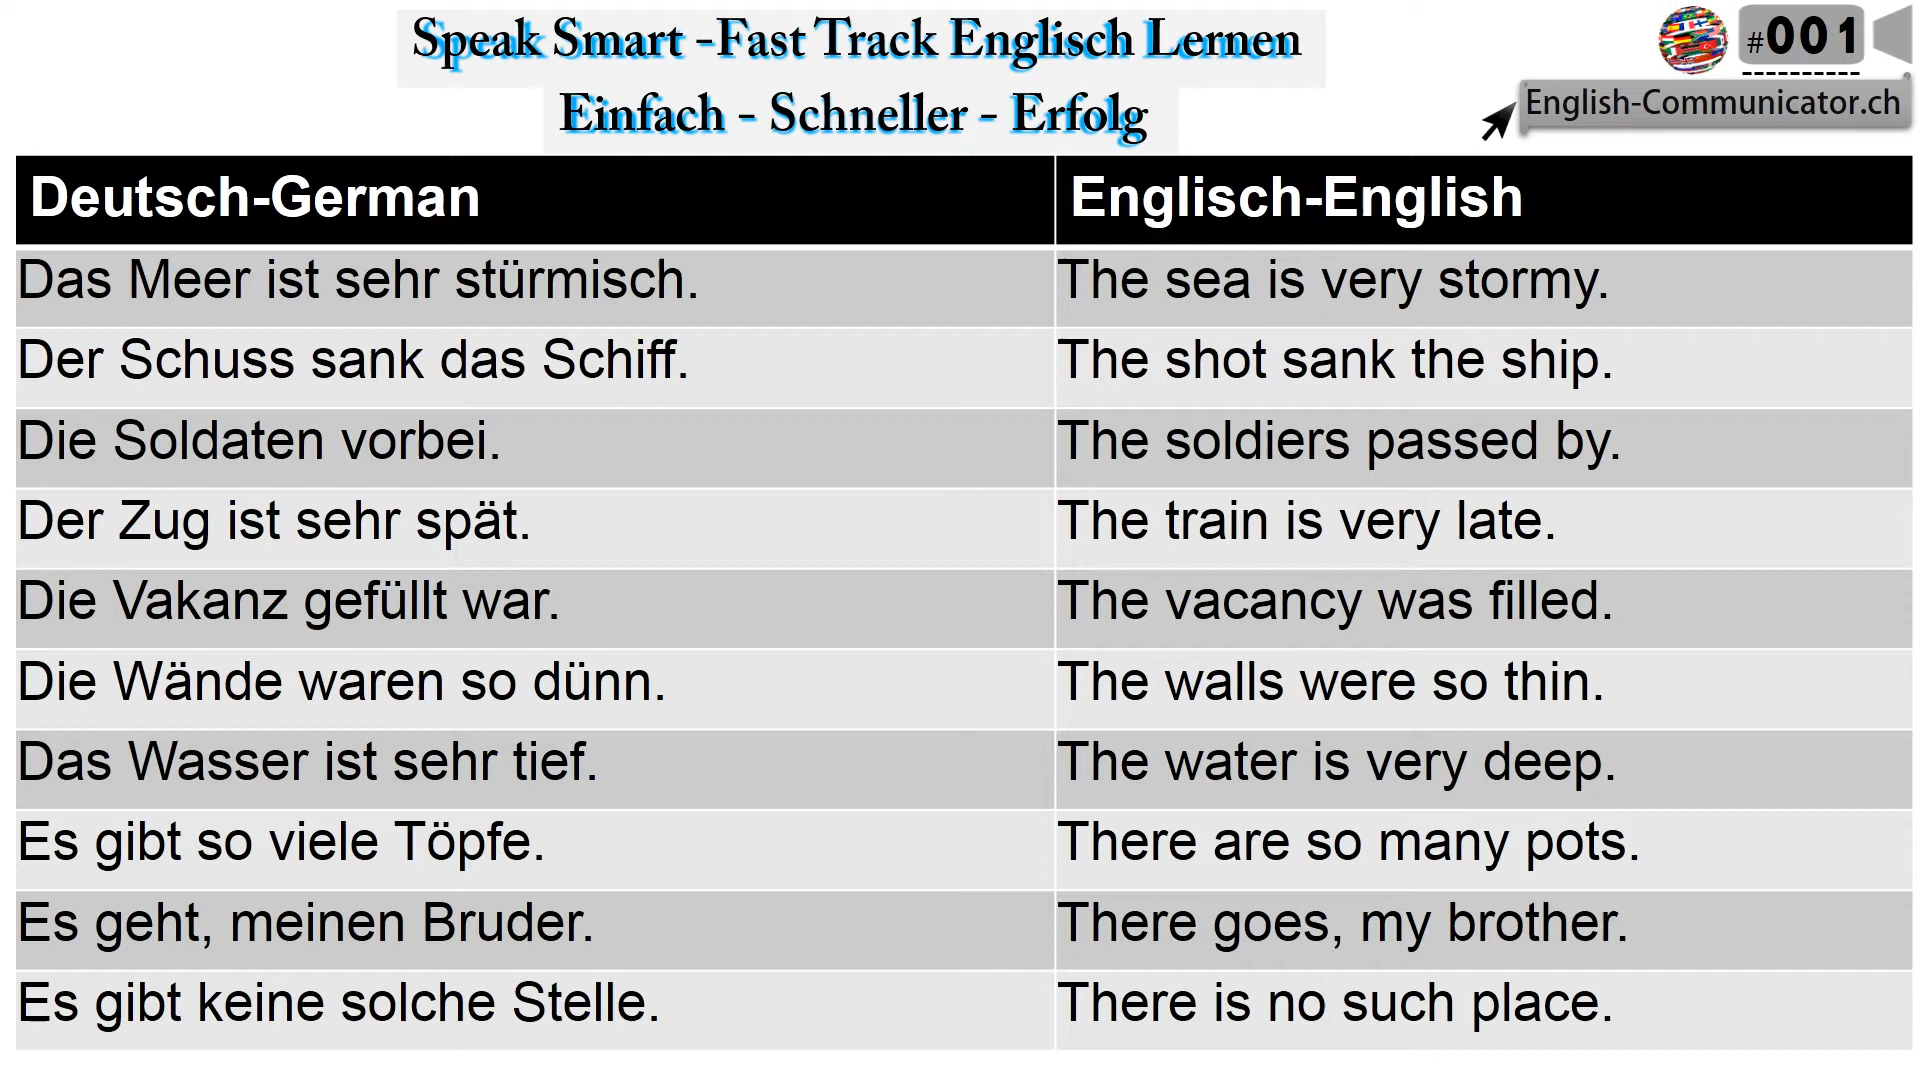 Speak Smart -Fast Track Englisch Lernen
Einfach - Schneller - Erfolg
#001
English-Communicator.ch
Deutsch-German Englisch-English
Das Meer ist sehr stürmisch. The sea is very stormy.
Der Schuss sank das Schiff. The shot sank the ship.
Die Soldaten vorbei. The soldiers passed by.
Der Zug ist sehr spät. The train is very late.
Die Vakanz gefüllt war. The vacancy was filled.
Die Wände waren so dünn. The walls were so thin.
Das Wasser ist sehr tief. The water is very deep.
Es gibt so viele Töpfe. There are so many pots.
Es geht, meinen Bruder. There goes, my brother.
Es gibt keine solche Stelle. There is no such place.